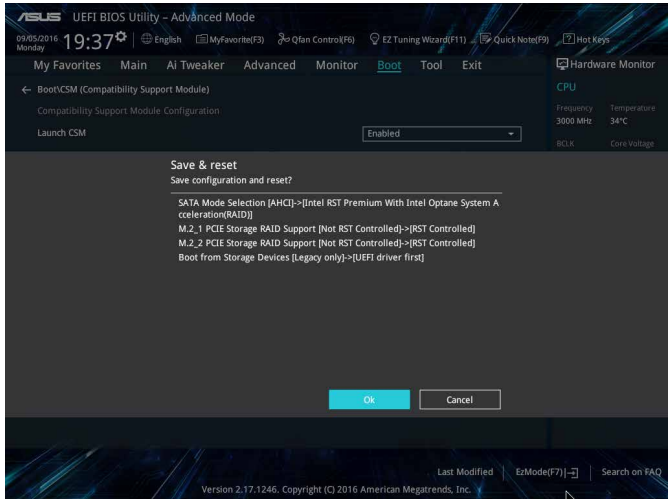 ASUS UEFI BIOS Utility – Advanced Mode
09/05/2016 Monday 19:37 English MyFavorite(F3) Qfan Control(F6) EZ Tuning Wizard(F11) Quick Note(F9) ? Hot Keys
My Favorites Main Ai Tweaker Advanced Monitor Boot Tool Exit
Hardware Monitor
← Boot\CSM (Compatibility Support Module)
CPU
Compatibility Support Module Configuration
Frequency Temperature
3000 MHz 34°C
Launch CSM Enabled
BCLK Core Voltage
Save & reset
Save configuration and reset?
SATA Mode Selection [AHCI]->[Intel RST Premium With Intel Optane System A
cceleration(RAID)]
M.2_1 PCIE Storage RAID Support [Not RST Controlled]->[RST Controlled]
M.2_2 PCIE Storage RAID Support [Not RST Controlled]->[RST Controlled]
Boot from Storage Devices [Legacy only]->[UEFI driver first]
Ok Cancel
Last Modified EzMode(F7) Search on FAQ
Version 2.17.1246. Copyright (C) 2016 American Megatrends, Inc.